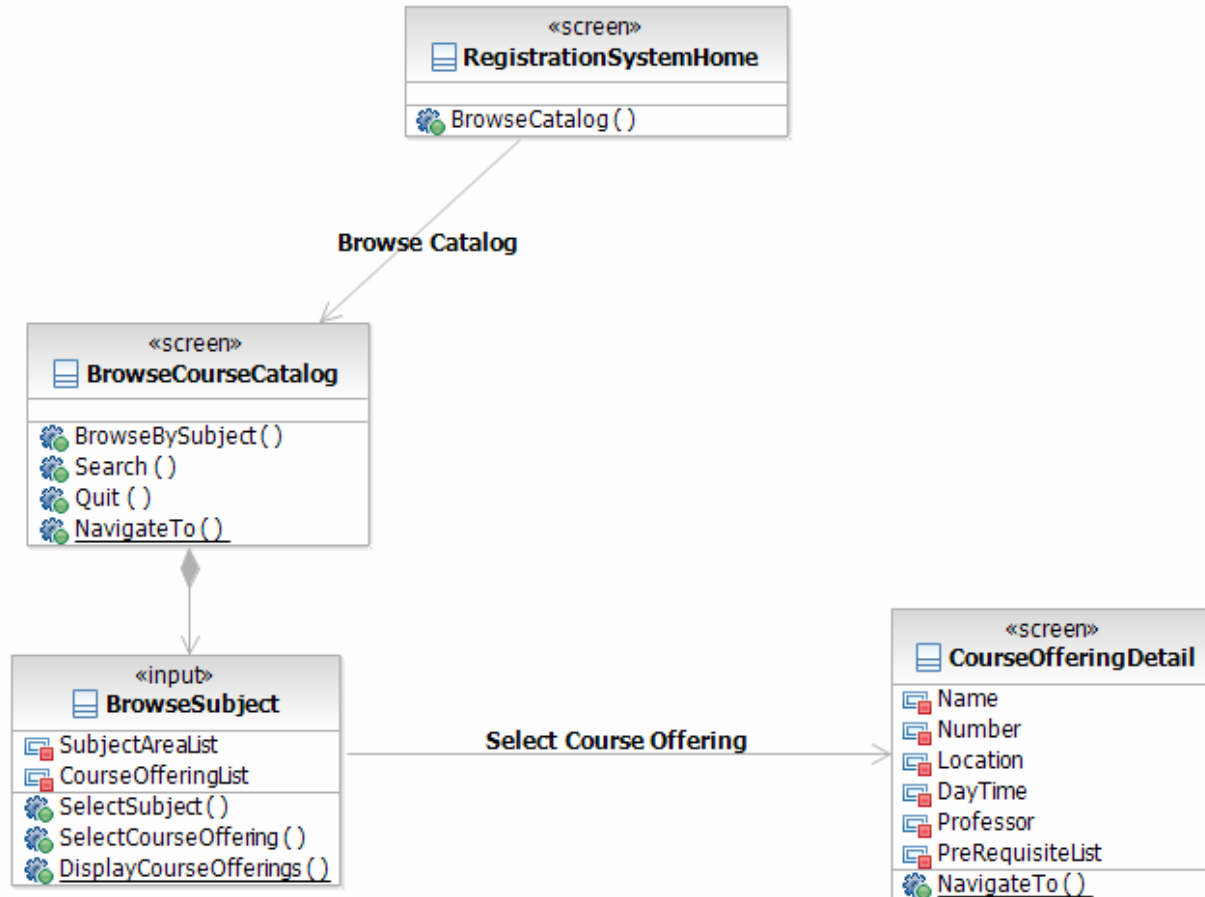 «screen»
RegistrationSystemHome
BrowseCatalog ( )
Browse Catalog
«screen»
BrowseCourseCatalog
BrowseBySubject ( )
Search ( )
Quit ( )
NavigateTo ( )
«input»
BrowseSubject
SubjectAreaList
CourseOfferingList
SelectSubject ( )
SelectCourseOffering ( )
DisplayCourseOfferings ( )
Select Course Offering
«screen»
CourseOfferingDetail
Name
Number
Location
DayTime
Professor
PreRequisiteList
NavigateTo ( )